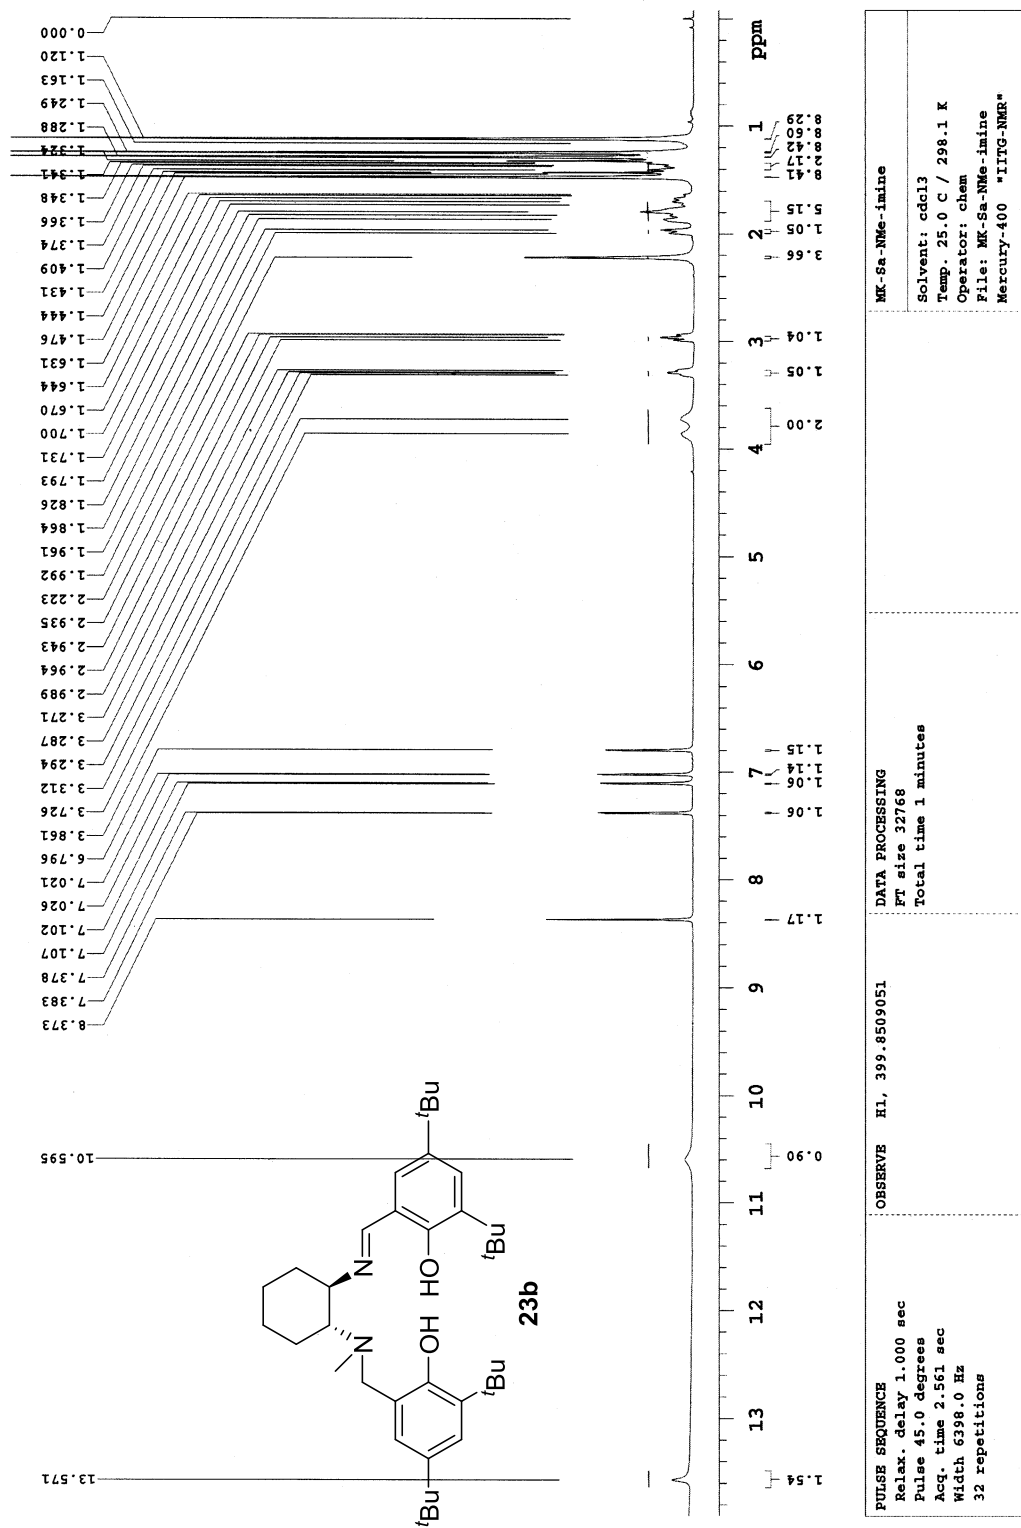 0.000
1.120
1.163
1.249
1.288
1.324
1.341
1.348
1.366
1.374
1.409
1.431
1.444
1.476
1.631
1.644
1.670
1.700
1.731
1.793
1.826
1.864
1.961
1.992
2.223
2.935
2.943
2.964
2.989
3.271
3.287
3.294
3.312
3.726
3.861
6.796
7.021
7.026
7.102
7.107
7.378
7.383
8.373
10.595
13.571
tBu
tBu
N
HO
N
OH
tBu
tBu
23b
1
2
3
4
5
6
7
8
9
10
11
12
13
ppm
8.29
8.60
8.42
2.17
8.41
5.15
1.05
3.66
1.04
1.05
2.00
1.15
1.14
1.06
1.06
1.17
0.90
1.54
PULSE SEQUENCE
Relax. delay 1.000 sec
Pulse 45.0 degrees
Acq. time 2.561 sec
Width 6398.0 Hz
32 repetitions
OBSERVE H1, 399.8509051
DATA PROCESSING
FT size 32768
Total time 1 minutes
MK-Sa-NMe-imine
Solvent: cdcl3
Temp. 25.0 C / 298.1 K
Operator: chem
File: MK-Sa-NMe-imine
Mercury-400 "IITG-NMR"